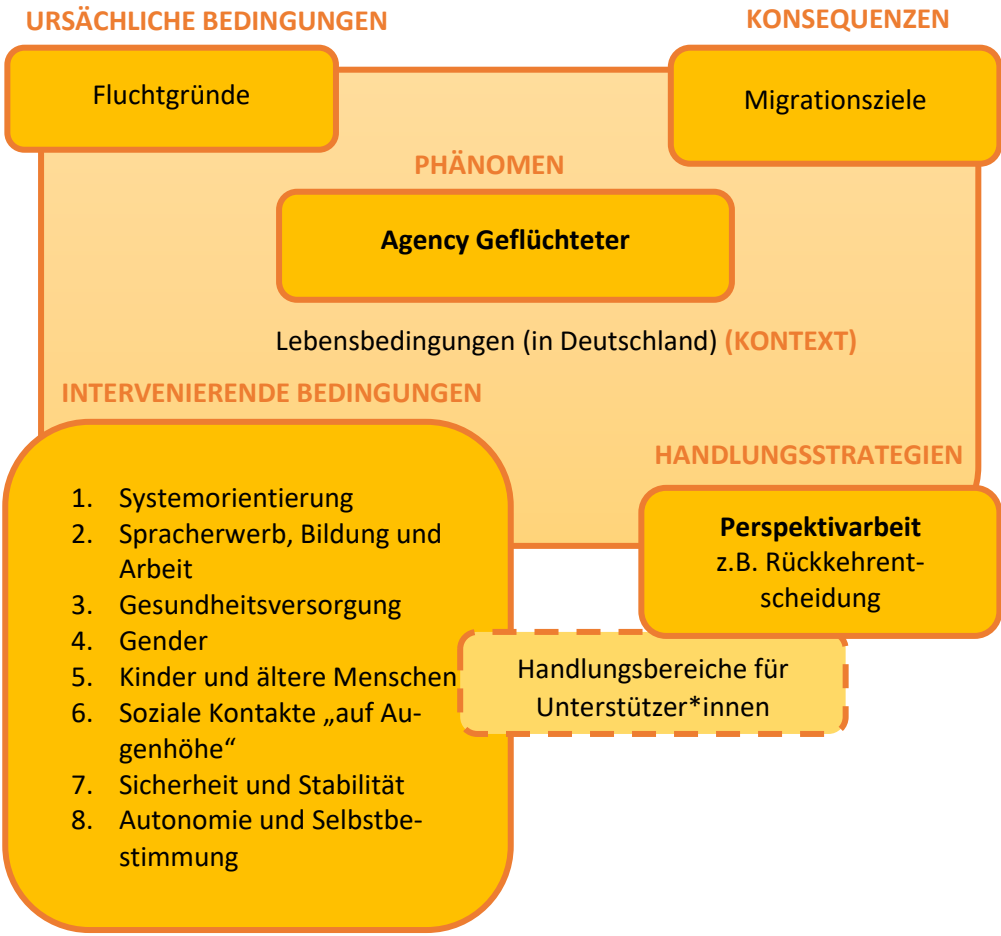 URSÄCHLICHE BEDINGUNGEN
KONSEQUENZEN
Fluchtgründe
Migrationsziele
PHÄNOMEN
Agency Geflüchteter
Lebensbedingungen (in Deutschland) (KONTEXT)
INTERVENIERENDE BEDINGUNGEN
1. Systemorientierung
2. Spracherwerb, Bildung und
Arbeit
3. Gesundheitsversorgung
4. Gender
5. Kinder und ältere Menschen
6. Soziale Kontakte „auf Au-
genhöhe“
7. Sicherheit und Stabilität
8. Autonomie und Selbstbe-
stimmung
HANDLUNGSSTRATEGIEN
Perspektivarbeit
z.B. Rückkehrent-
scheidung
Handlungsbereiche für
Unterstützer*innen